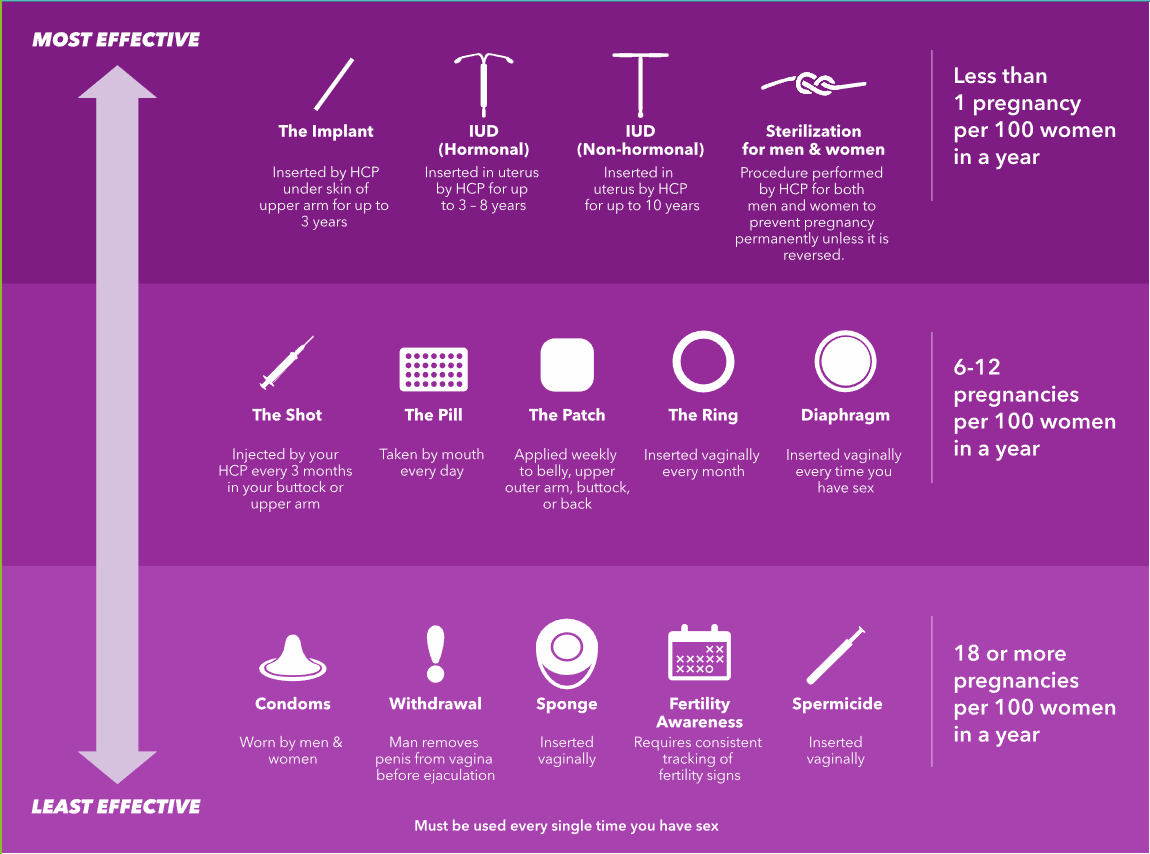 MOST EFFECTIVE
The Implant
Inserted by HCP
under skin of
upper arm for up to
3 years
IUD
(Hormonal)
Inserted in uterus
by HCP for up
to 3 – 8 years
IUD
(Non-hormonal)
Inserted in
uterus by HCP
for up to 10 years
Sterilization
for men & women
Procedure performed
by HCP for both
men and women to
prevent pregnancy
permanently unless it is
reversed.
Less than
1 pregnancy
per 100 women
in a year
The Shot
Injected by your
HCP every 3 months
in your buttock or
upper arm
The Pill
Taken by mouth
every day
The Patch
Applied weekly
to belly, upper
outer arm, buttock,
or back
The Ring
Inserted vaginally
every month
Diaphragm
Inserted vaginally
every time you
have sex
6-12
pregnancies
per 100 women
in a year
Condoms
Worn by men &
women
Withdrawal
Man removes
penis from vagina
before ejaculation
Sponge
Inserted
vaginally
Fertility
Awareness
Requires consistent
tracking of
fertility signs
Spermicide
Inserted
vaginally
18 or more
pregnancies
per 100 women
in a year
LEAST EFFECTIVE
Must be used every single time you have sex